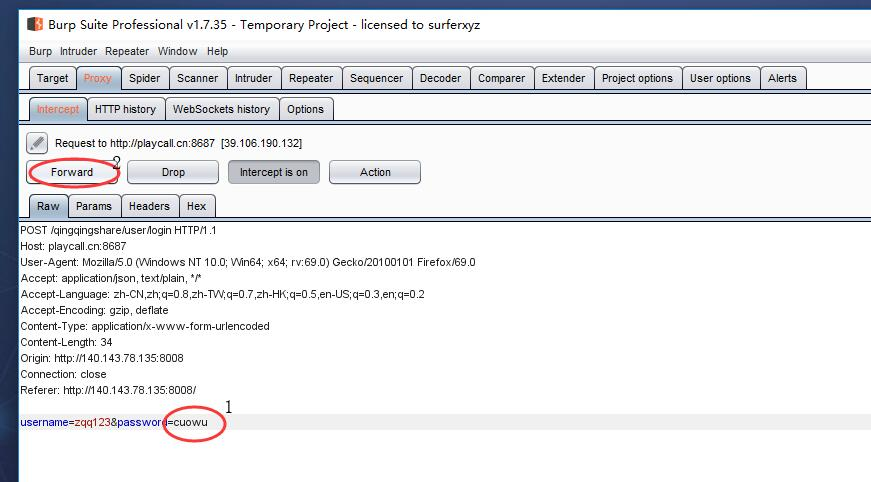 Burp Suite Professional v1.7.35 - Temporary Project - licensed to surferxyz
Burp Intruder Repeater Window Help
Target Proxy Spider Scanner Intruder Repeater Sequencer Decoder Comparer Extender Project options User options Alerts
Intercept HTTP history WebSockets history Options
Request to http://playcall.cn:8687 [39.106.190.132]
Forward 2 Drop Intercept is on Action
Raw Params Headers Hex
POST /qingqingshare/user/login HTTP/1.1
Host: playcall.cn:8687
User-Agent: Mozilla/5.0 (Windows NT 10.0; Win64; x64; rv:69.0) Gecko/20100101 Firefox/69.0
Accept: application/json, text/plain, */*
Accept-Language: zh-CN,zh;q=0.8,zh-TW;q=0.7,zh-HK;q=0.5,en-US;q=0.3,en;q=0.2
Accept-Encoding: gzip, deflate
Content-Type: application/x-www-form-urlencoded
Content-Length: 34
Origin: http://140.143.78.135:8008
Connection: close
Referer: http://140.143.78.135:8008/
1
username=zqq123&password=cuowu